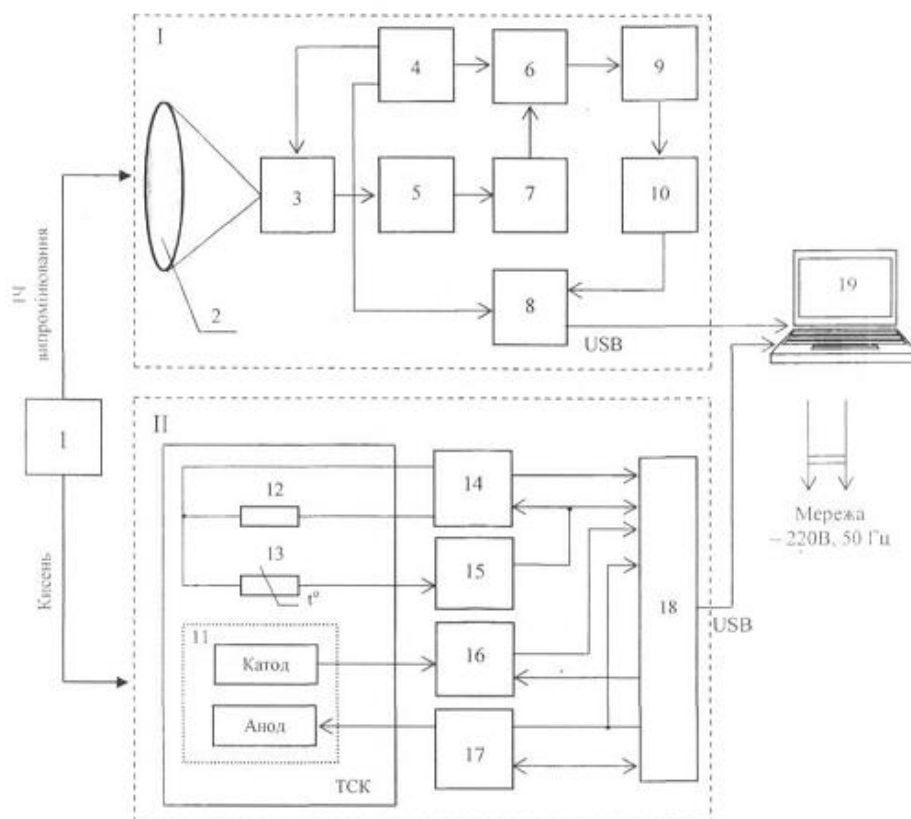 I
4
6
9
3
5
7
10
2
8
USB
19
ІЧ
випромінювання
1
Кисень
II
12
14
13
t°
15
11
Катод
16
Анод
17
ТСК
18
USB
Мережа
~ 220В, 50 Гц